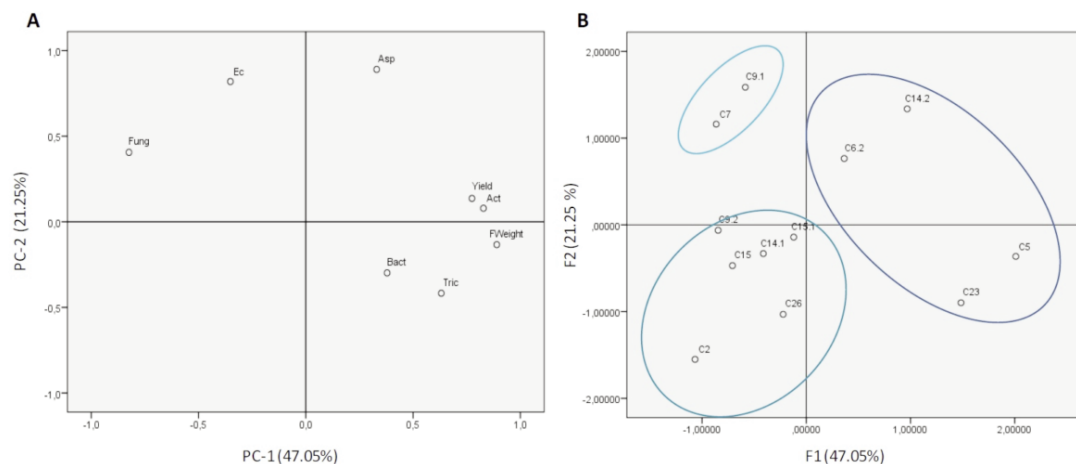 A
PC-2 (21.25%)
1,0
0,5
0,0
-0,5
-1,0
Asp
Ec
Fung
Yield
Act
FWeight
Bact
Tric
-1,0
-0,5
0,0
0,5
1,0
PC-1 (47.05%)
B
F2 (21.25 %)
2,00000
1,00000
,00000
-1,00000
-2,00000
C9.1
C7
C14.2
C6.2
C9.2
C15.1
C15
C14.1
C5
C26
C23
C2
-1,00000
,00000
1,00000
2,00000
F1 (47.05%)